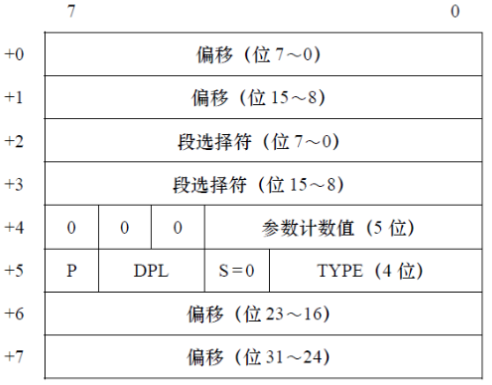 7 0
+0 偏移（位 7～0）
+1 偏移（位 15～8）
+2 段选择符（位 7～0）
+3 段选择符（位 15～8）
+4 0 0 0 参数计数值（5 位）
+5 P DPL S=0 TYPE（4 位）
+6 偏移（位 23～16）
+7 偏移（位 31～24）